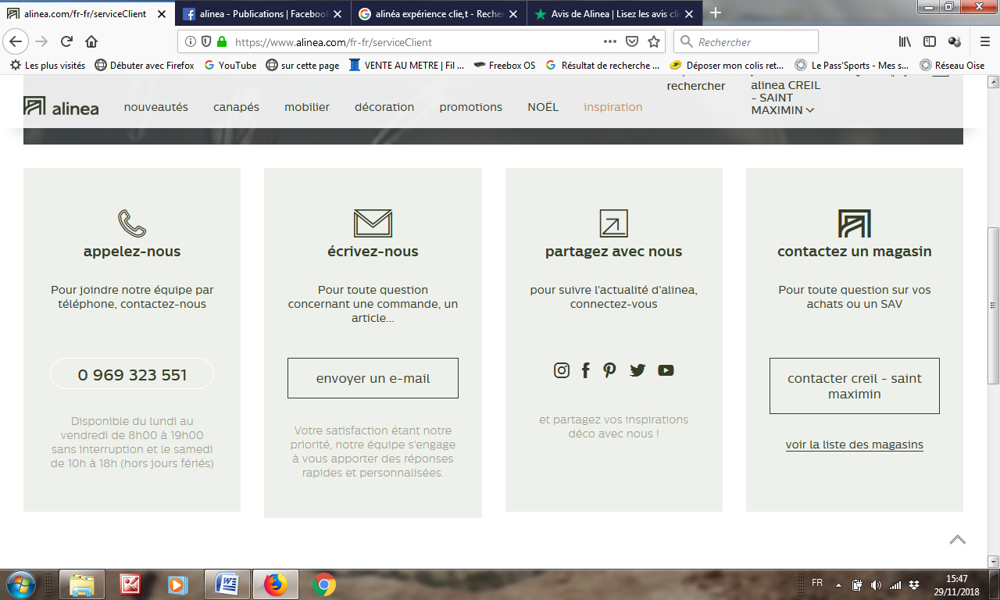 alinea.com/fr-fr/serviceClient
alinea - Publications | Facebook
alinéa expérience clie,t - Recher
Avis de Alinea | Lisez les avis clie
https://www.alinea.com/fr-fr/serviceClient
Rechercher
Les plus visités
Débuter avec Firefox
YouTube
sur cette page
VENTE AU METRE | Fil ...
Freebox OS
Résultat de recherche ...
Déposer mon colis ret...
Le Pass'Sports - Mes s...
Réseau Oise
alinea
nouveautés
canapés
mobilier
décoration
promotions
NOËL
inspiration
rechercher
alinea CREIL
- SAINT
MAXIMIN
appelez-nous
Pour joindre notre équipe par
téléphone, contactez-nous
0 969 323 551
Disponible du lundi au
vendredi de 8h00 à 19h00
sans interruption et le samedi
de 10h à 18h (hors jours fériés)
écrivez-nous
Pour toute question
concernant une commande, un
article...
envoyer un e-mail
Votre satisfaction étant notre
priorité, notre équipe s'engage
à vous apporter des réponses
rapides et personnalisées.
partagez avec nous
pour suivre l'actualité d'alinea,
connectez-vous
et partagez vos inspirations
déco avec nous !
contactez un magasin
Pour toute question sur vos
achats ou un SAV
contacter creil - saint
maximin
voir la liste des magasins
FR
15:47
29/11/2018